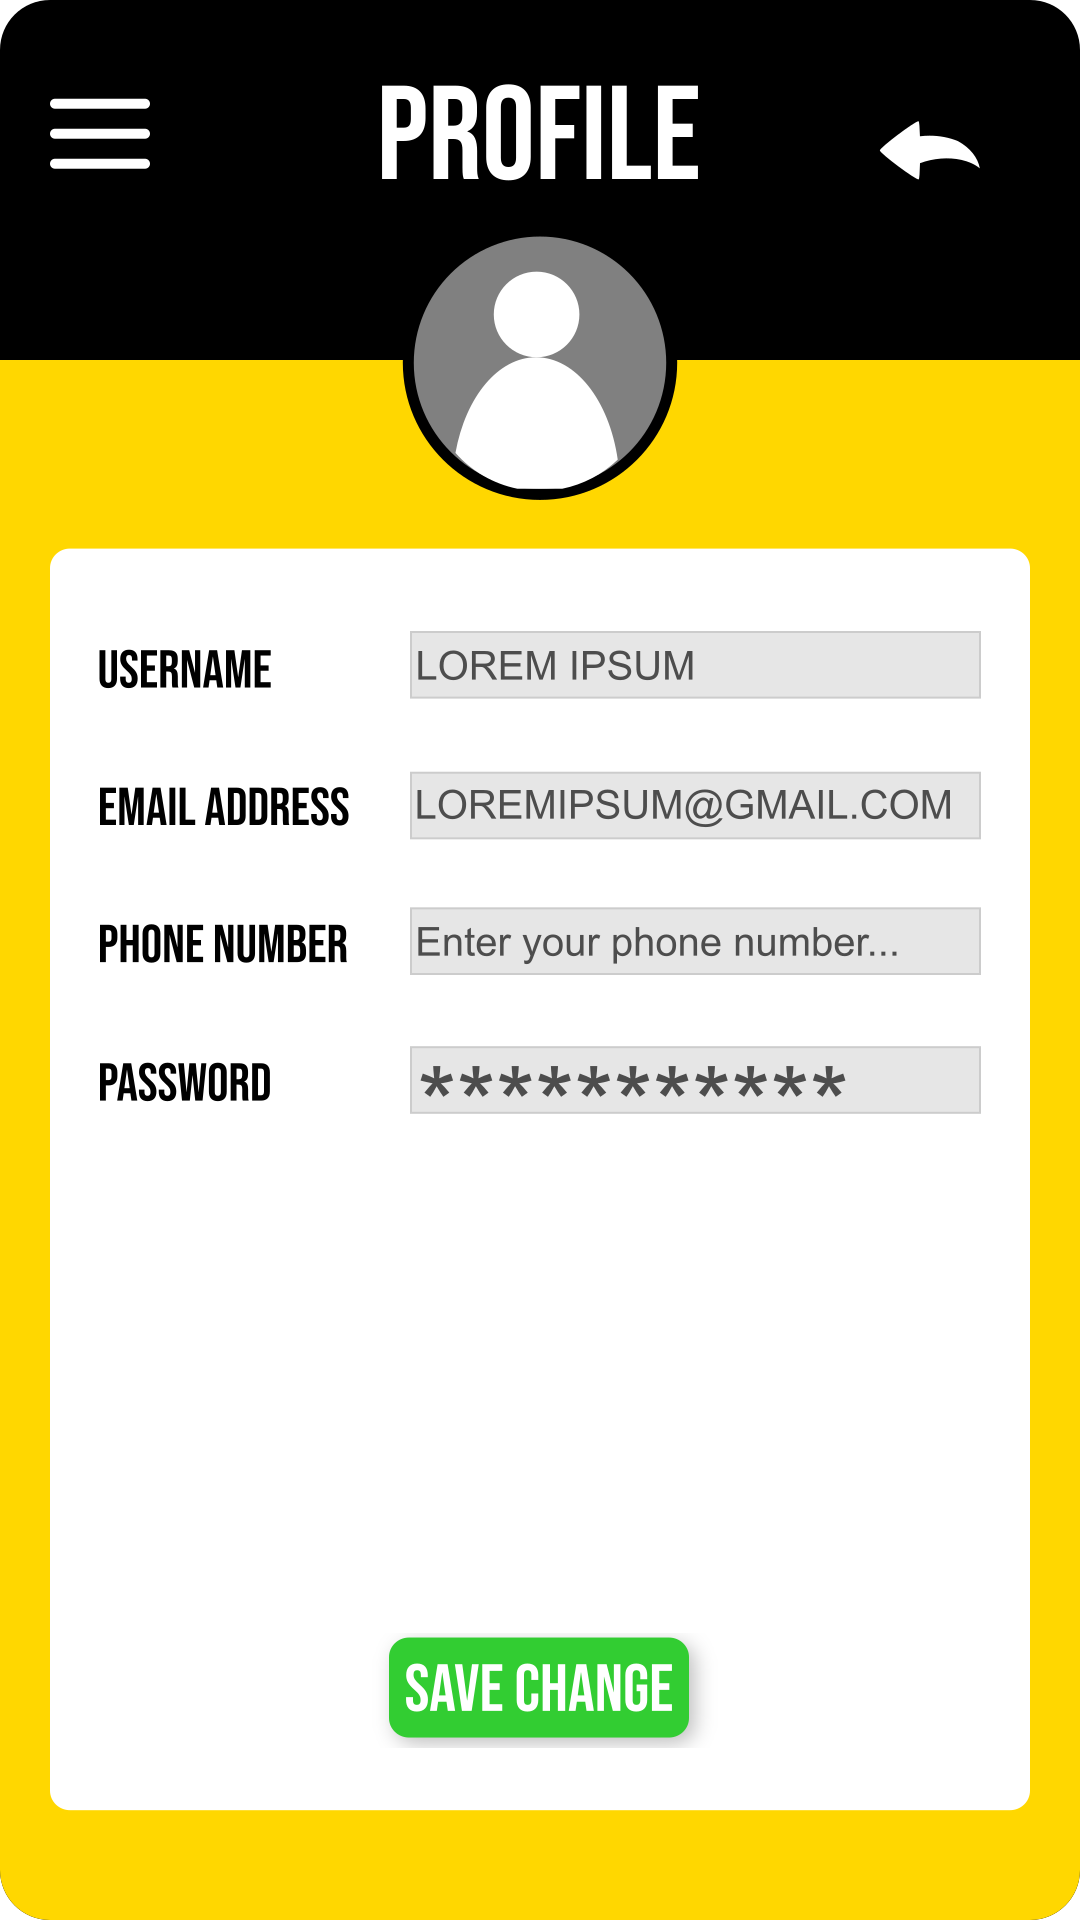 PROFILE
USERNAME
LOREM IPSUM
EMAIL ADDRESS
LOREMIPSUM@GMAIL.COM
PHONE NUMBER
Enter your phone number...
PASSWORD
***********
SAVE CHANGE